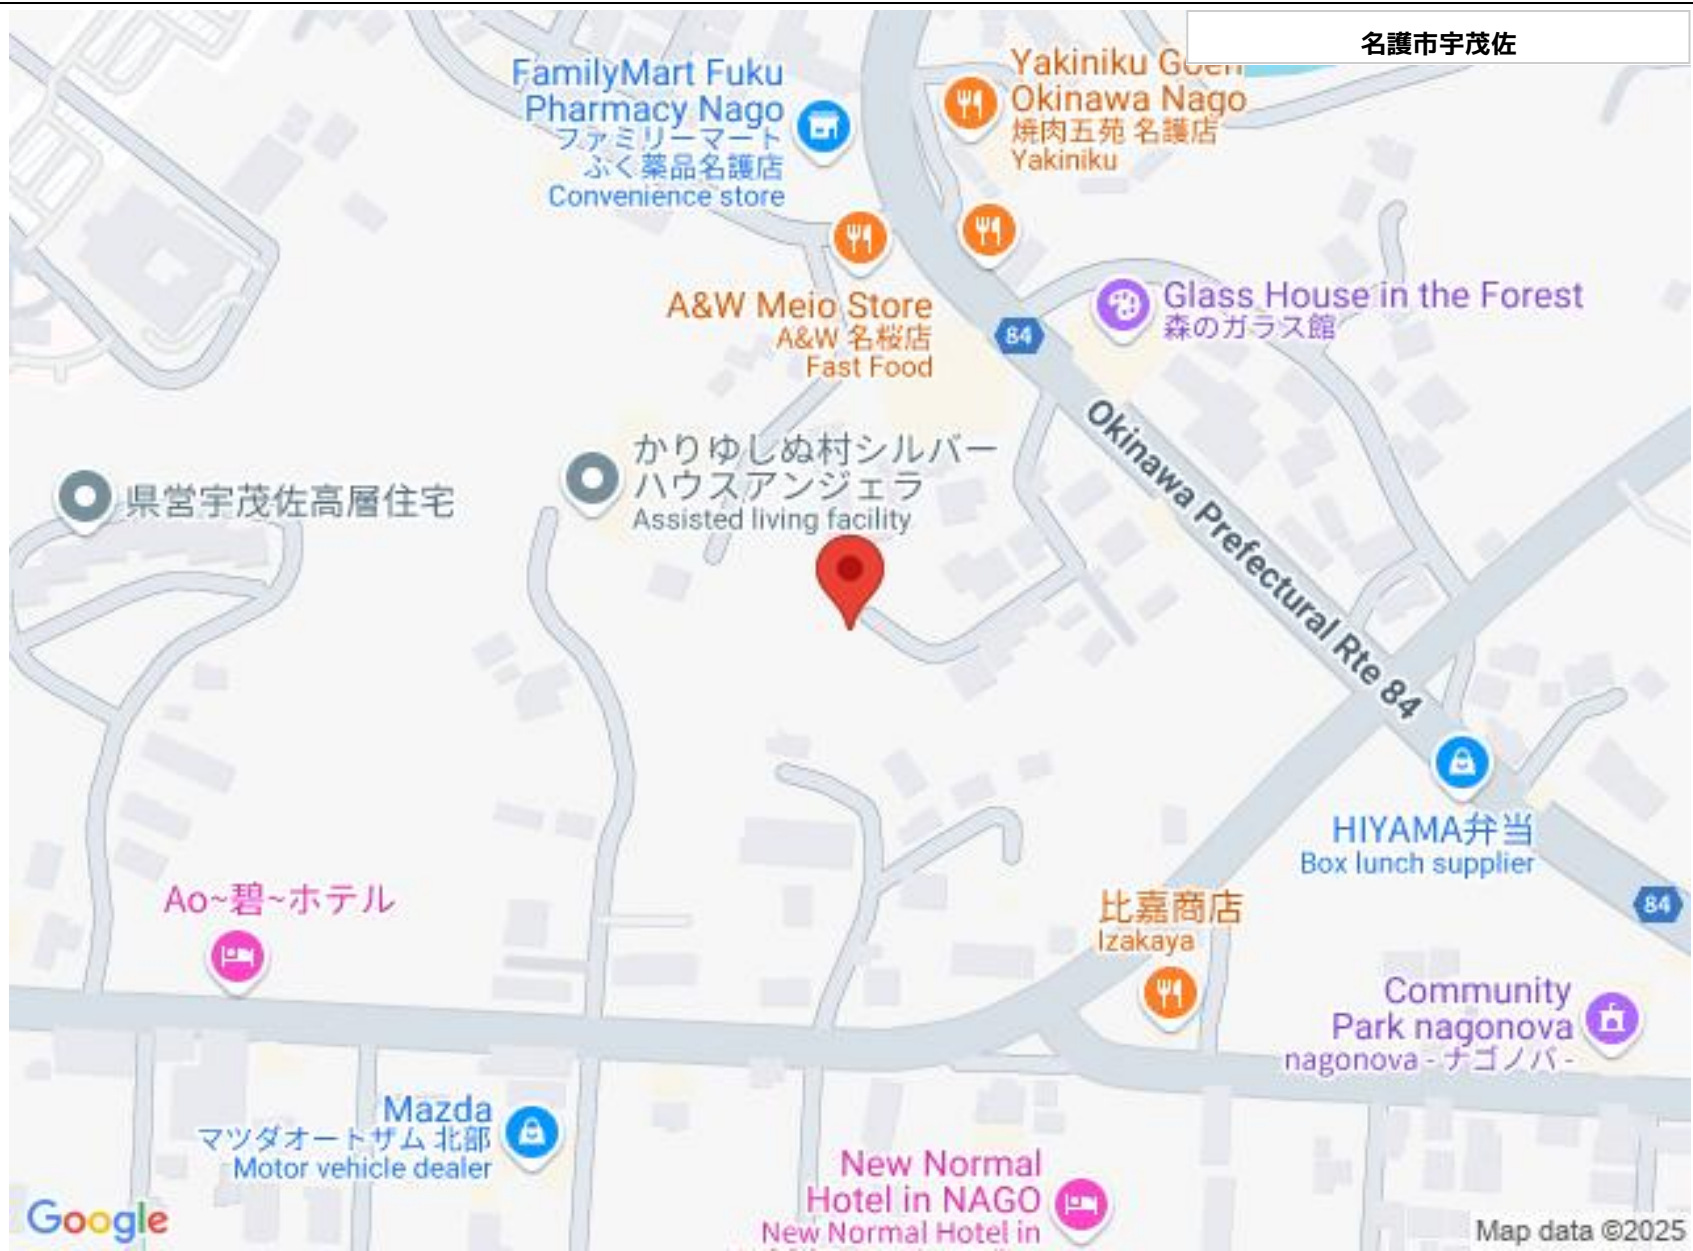 名護市宇茂佐
FamilyMart Fuku
Pharmacy Nago
ファミリーマート
ふく薬品名護店
Convenience store
Yakiniku Goen
Okinawa Nago
焼肉五苑 名護店
Yakiniku
A&W Meio Store
A&W 名桜店
Fast Food
84
Glass House in the Forest
森のガラス館
Okinawa Prefectural Rte 84
かりゆしぬ村シルバー
ハウスアンジェラ
Assisted living facility
県営宇茂佐高層住宅
HIYAMA弁当
Box lunch supplier
84
Ao~碧~ホテル
比嘉商店
Izakaya
Community
Park nagonova
nagonova - ナゴノバ -
Mazda
マツダオートザム 北部
Motor vehicle dealer
New Normal
Hotel in NAGO
New Normal Hotel in
Google
Map data ©2025